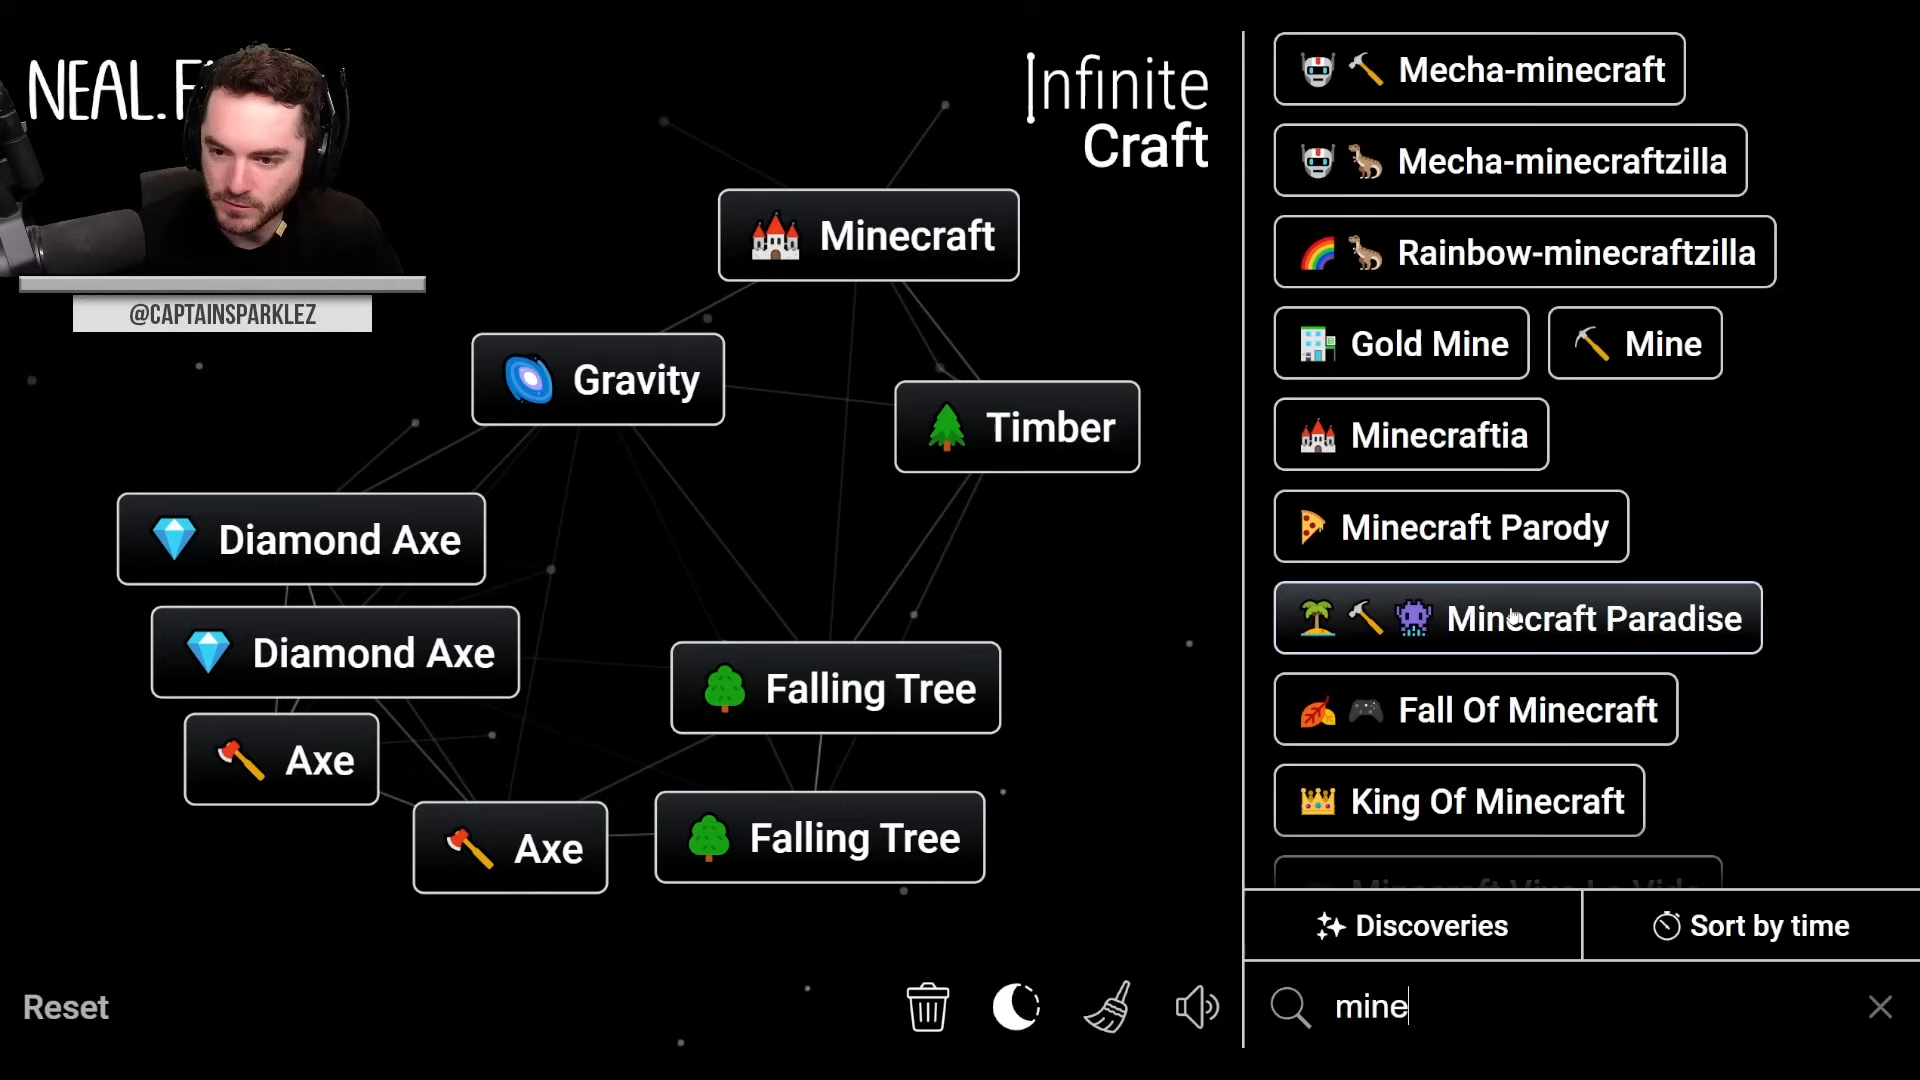 NEAL.F
@CAPTAINSPARKLEZ
Infinite
Craft
Minecraft
Gravity
Timber
Diamond Axe
Diamond Axe
Falling Tree
Axe
Axe
Falling Tree
Reset
Mecha-minecraft
Mecha-minecraftzilla
Rainbow-minecraftzilla
Gold Mine
Mine
Minecraftia
Minecraft Parody
Minecraft Paradise
Fall Of Minecraft
King Of Minecraft
Discoveries
Sort by time
mine